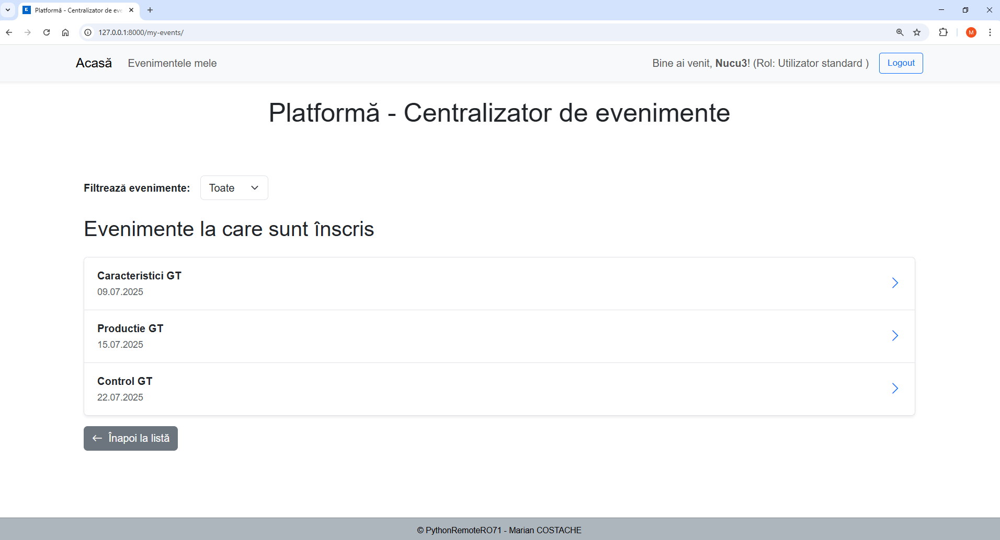 E
Platformă - Centralizator de eve
127.0.0.1:8000/my-events/
M
Acasă
Evenimentele mele
Bine ai venit, Nucu3! (Rol: Utilizator standard )
Logout
Platformă - Centralizator de evenimente
Filtrează evenimente:
Toate
Evenimente la care sunt înscris
Caracteristici GT
09.07.2025
Productie GT
15.07.2025
Control GT
22.07.2025
Înapoi la listă
© PythonRemoteRO71 - Marian COSTACHE